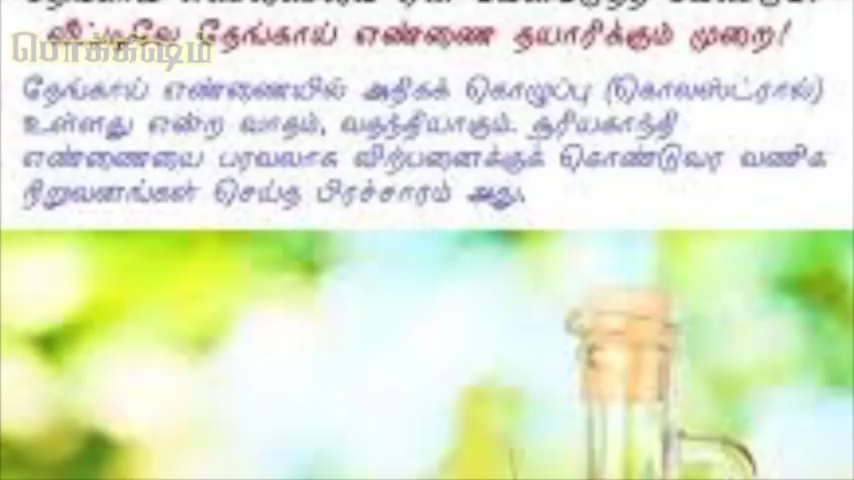 வீட்டிலே தேங்காய் எண்ணை தயாரிக்கும் முறை!
பொக்கிஷம்
தேங்காய் எண்ணையில் அதிகக் கொழுப்பு (கொலஸ்ட்ரால்)
உள்ளது என்ற வாதம், வதந்தியாகும். சூரியகாந்தி
எண்ணையை பரவலாக விற்பனைக்குக் கொண்டுவர வணிக
நிறுவனங்கள் செய்த பிரச்சாரம் அது.